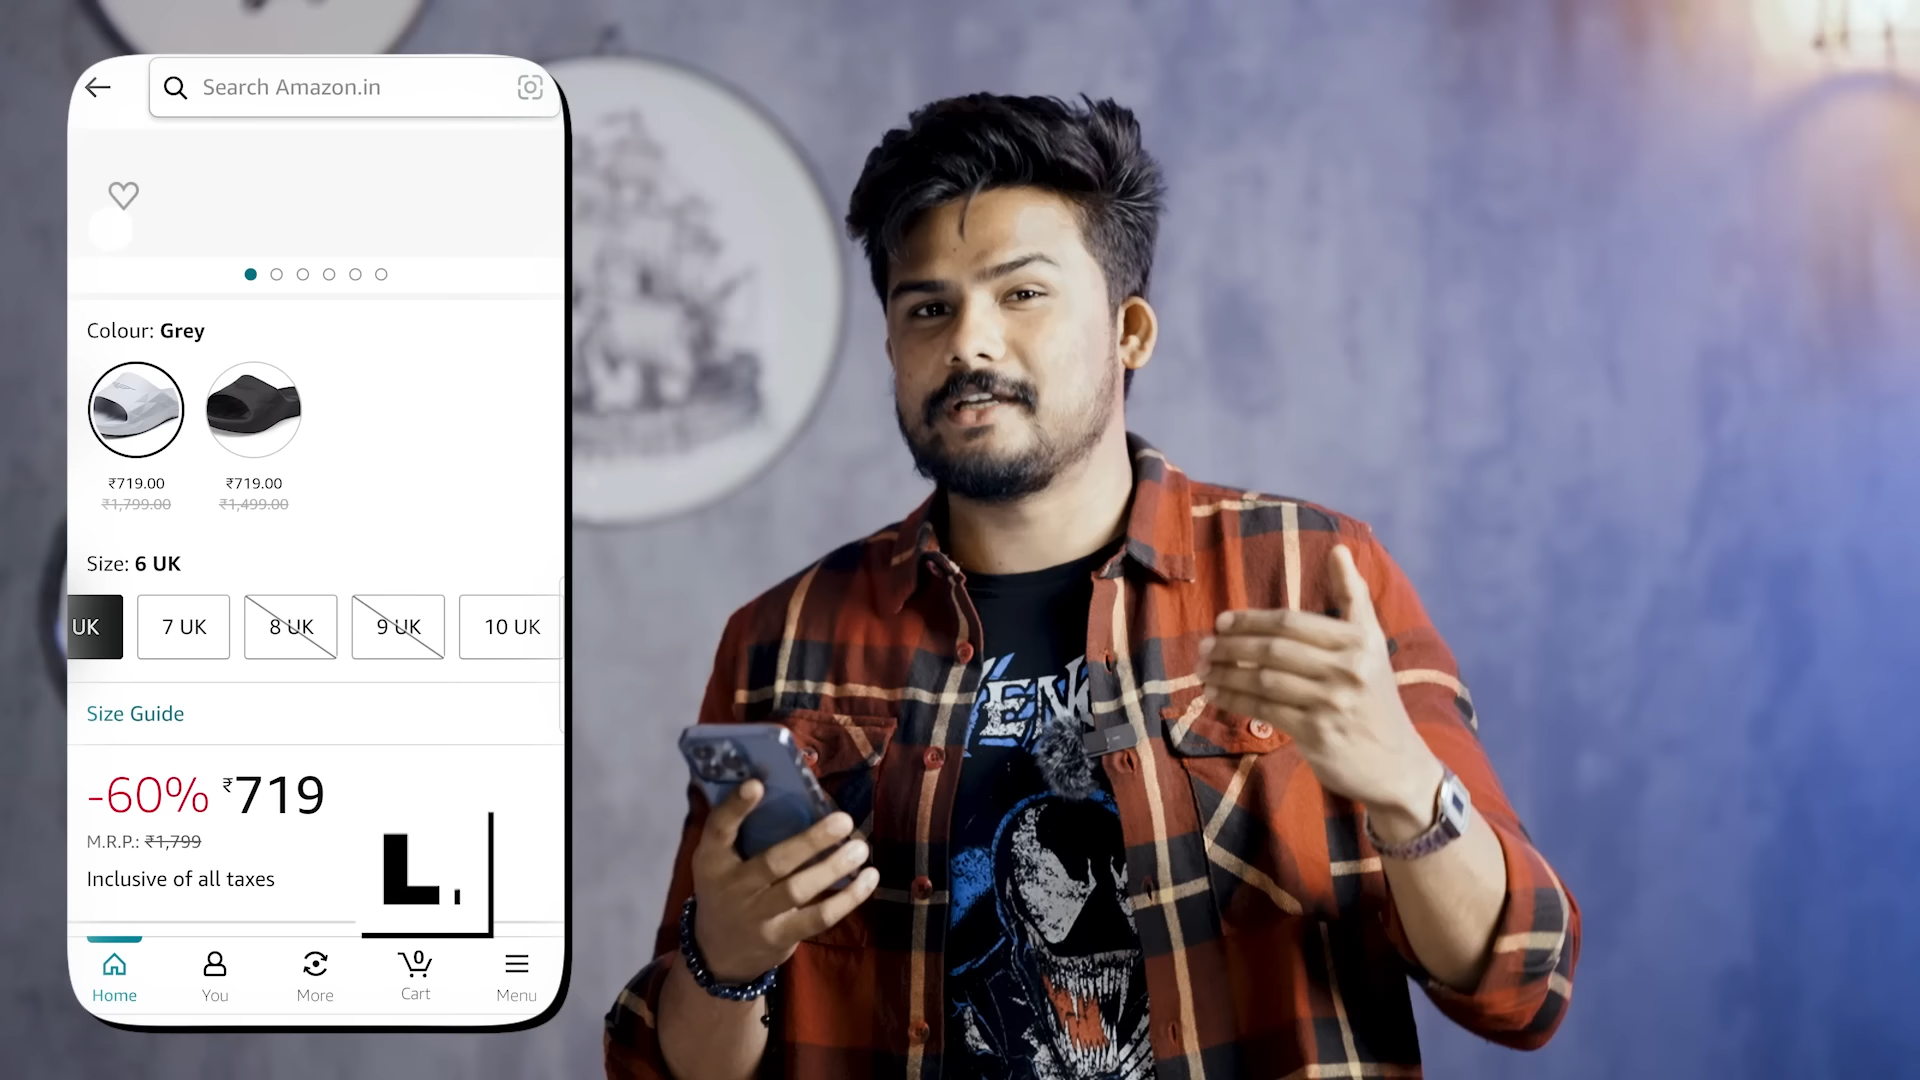 Search Amazon.in
Colour: Grey
₹719.00 ₹719.00
₹1,799.00 ₹1,499.00
Size: 6 UK
UK 7 UK 8 UK 9 UK 10 UK
Size Guide
-60% ₹719
M.R.P.: ₹1,799
Inclusive of all taxes
L.
0
Home You More Cart Menu